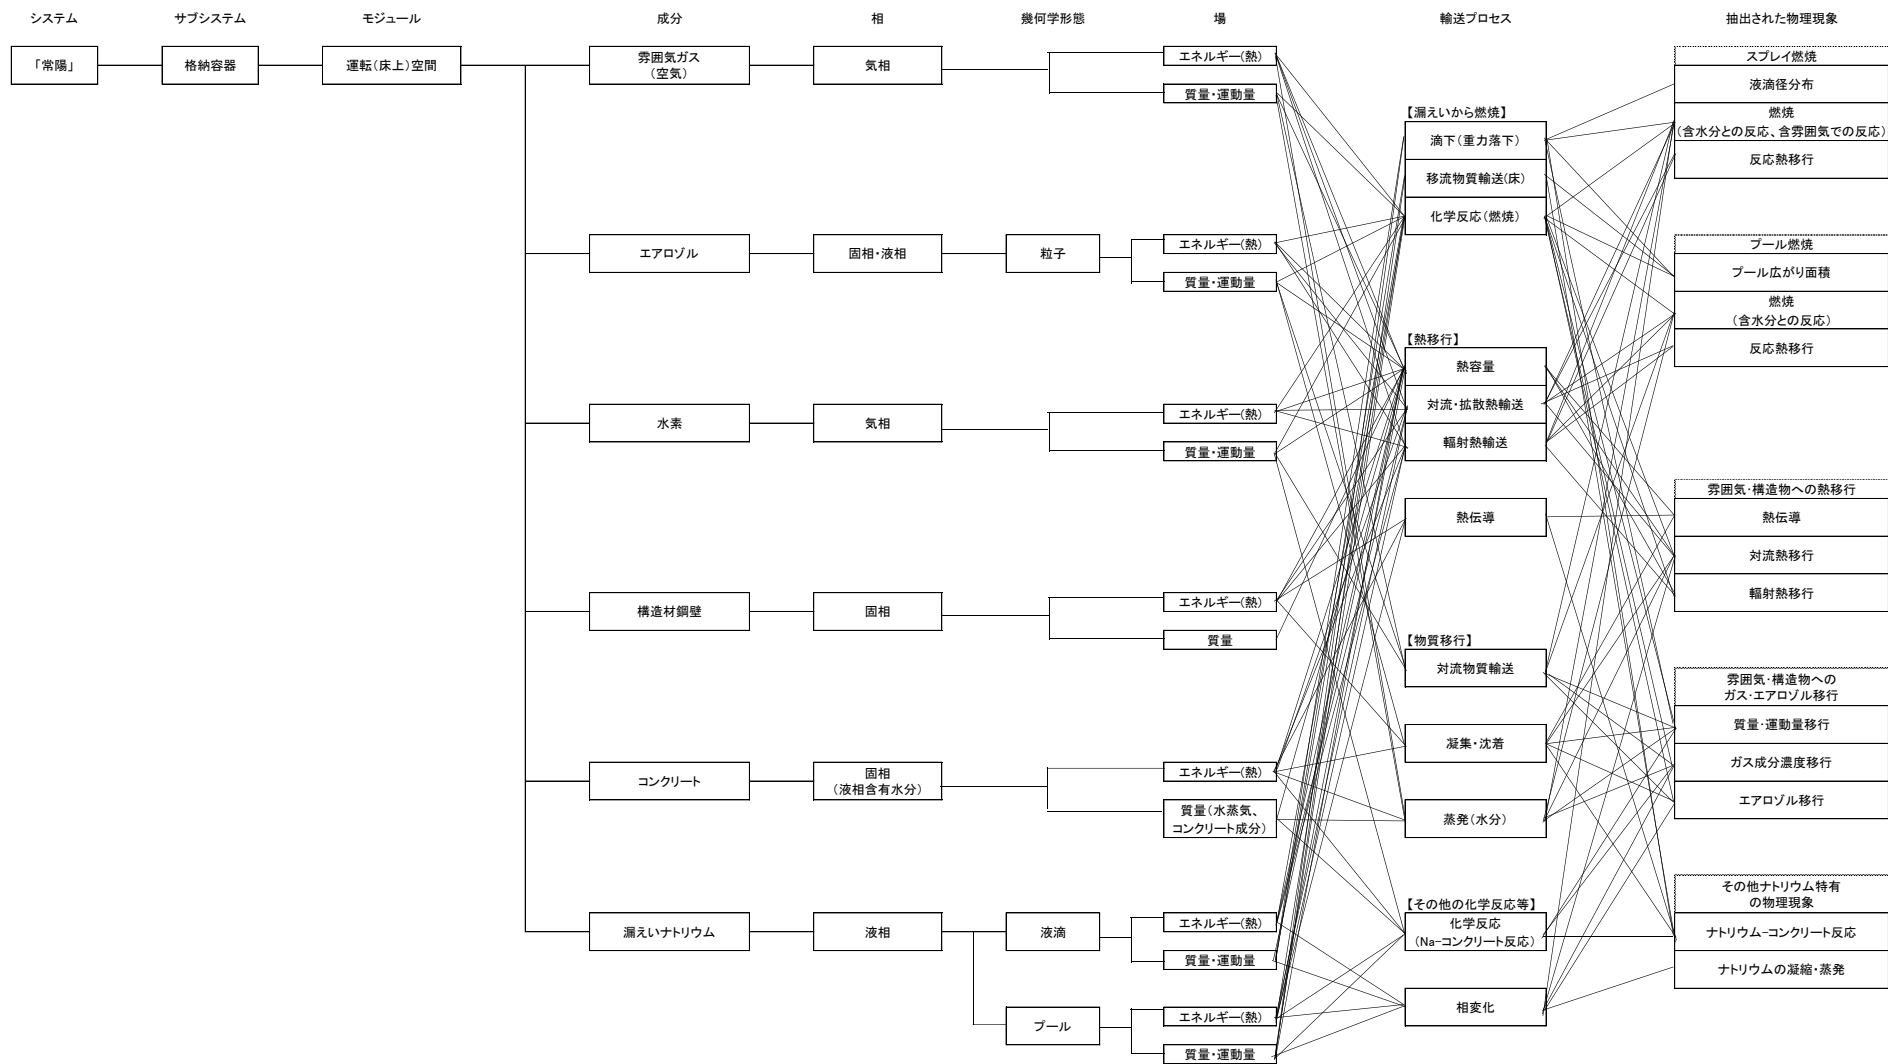 システム
サブシステム
モジュール
成分
相
幾何学形態
場
輸送プロセス
抽出された物理現象
「常陽」
格納容器
運転(床上)空間
雰囲気ガス
(空気)
気相
エネルギー(熱)
質量・運動量
エアロゾル
固相・液相
粒子
エネルギー(熱)
質量・運動量
水素
気相
エネルギー(熱)
質量・運動量
構造材鋼壁
固相
エネルギー(熱)
質量
コンクリート
固相
(液相含有水分)
エネルギー(熱)
質量(水蒸気、
コンクリート成分)
漏えいナトリウム
液相
液滴
エネルギー(熱)
質量・運動量
プール
エネルギー(熱)
質量・運動量
【漏えいから燃焼】
滴下(重力落下)
移流物質輸送(床)
化学反応(燃焼)
【熱移行】
熱容量
対流・拡散熱輸送
輻射熱輸送
熱伝導
【物質移行】
対流物質輸送
凝集・沈着
蒸発(水分)
【その他の化学反応等】
化学反応
(Na-コンクリート反応)
相変化
スプレイ燃焼
液滴径分布
燃焼
(含水分との反応、含雰囲気での反応)
反応熱移行
プール燃焼
プール広がり面積
燃焼
(含水分との反応)
反応熱移行
雰囲気・構造物への熱移行
熱伝導
対流熱移行
輻射熱移行
雰囲気・構造物への
ガス・エアロゾル移行
質量・運動量移行
ガス成分濃度移行
エアロゾル移行
その他ナトリウム特有
の物理現象
ナトリウム-コンクリート反応
ナトリウムの凝縮・蒸発